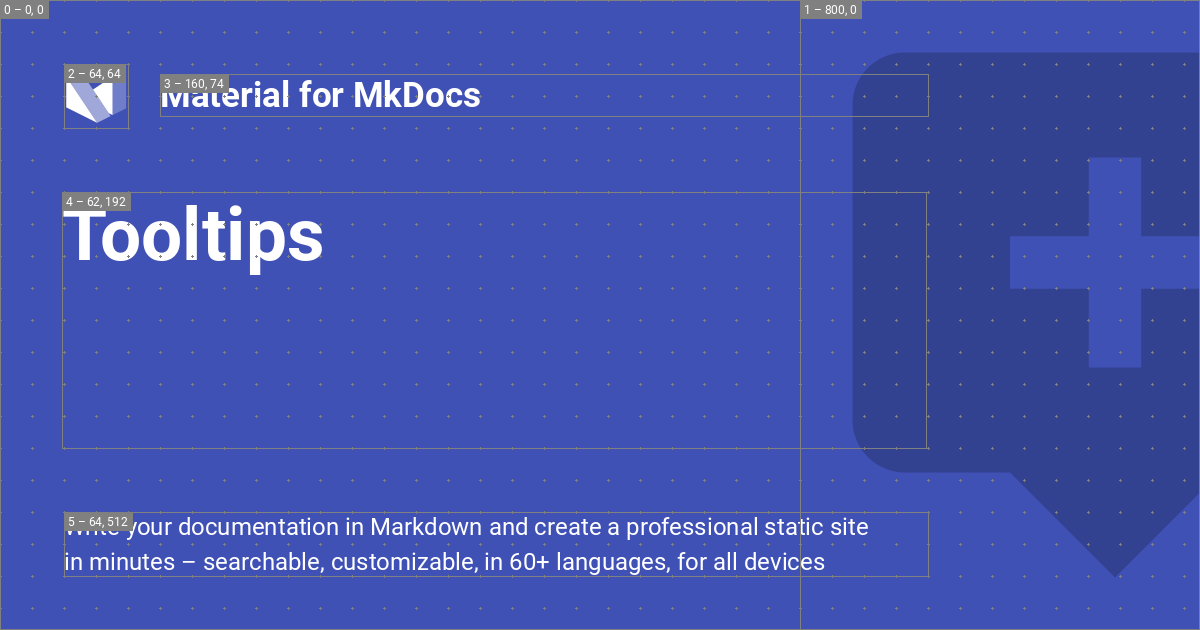 0 – 0, 0
1 – 800, 0
2 – 64, 64
3 – 160, 74
Material for MkDocs
4 – 62, 192
Tooltips
5 – 64, 512
Write your documentation in Markdown and create a professional static site
in minutes – searchable, customizable, in 60+ languages, for all devices